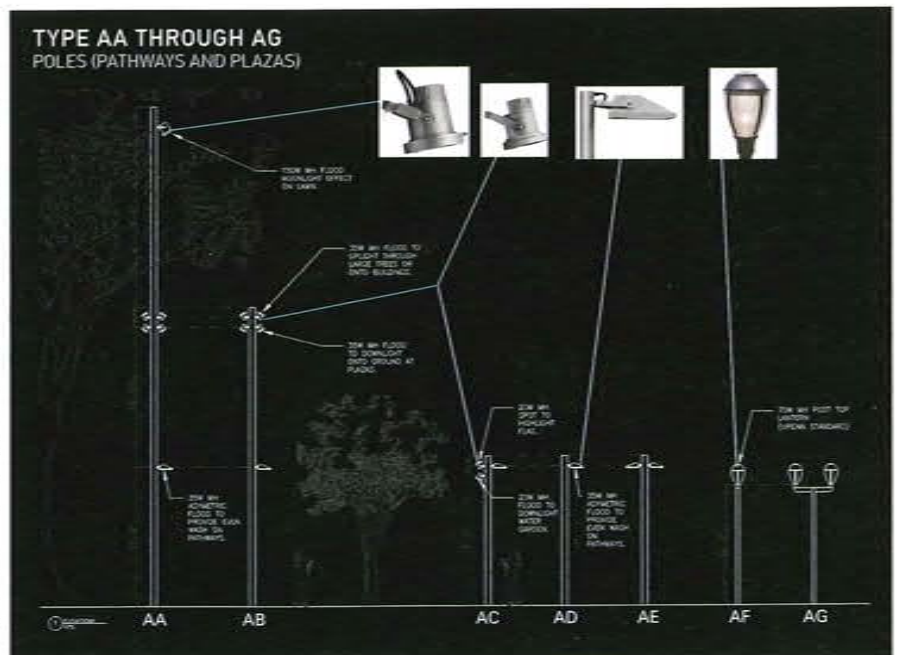 TYPE AA THROUGH AG
POLES (PATHWAYS AND PLAZAS)
150W MH FLOOD
MOONLIGHT EFFECT
ON LAWN
35W MH FLOOD TO
UPLIGHT THROUGH
LARGE TREES OR
ONTO BUILDINGS.
35W MH FLOOD
TO DOWNLIGHT
ONTO GROUND AT
PLAZAS
20W MH
SPOT TO
HIGHLIGHT
FLAG.
70W MH POST TOP
LANTERN
(UPENN STANDARD)
35W MH
ASYMETRIC
FLOOD TO
PROVIDE EVEN
WASH ON
PATHWAYS.
20W MH
FLOOD TO
DOWNLIGHT
WATER
GARDEN.
35W MH
ASYMETRIC
FLOOD TO
PROVIDE
EVEN WASH
ON
PATHWAYS.
1 ELEVATION
AA AB AC AD AE AF AG